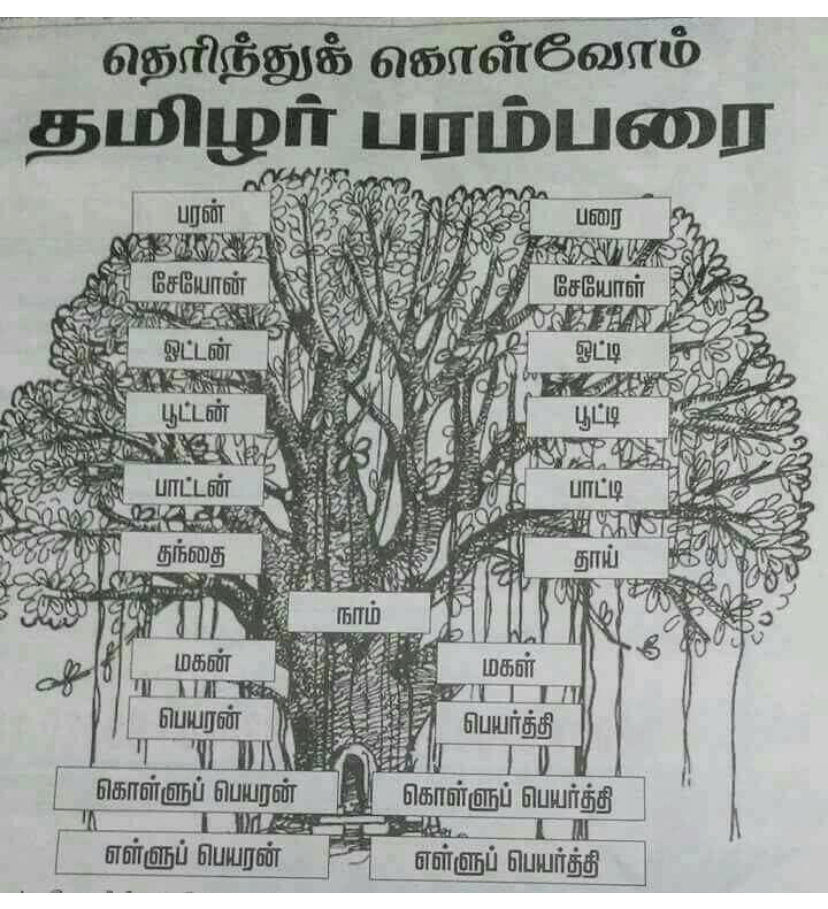 தெரிந்துக் கொள்வோம்
தமிழர் பரம்பரை
பரன் பரை
சேயோன் சேயோள்
ஓட்டன் ஓட்டி
பூட்டன் பூட்டி
பாட்டன் பாட்டி
தந்தை தாய்
நாம்
மகன் மகள்
பெயரன் பெயர்த்தி
கொள்ளுப் பெயரன் கொள்ளுப் பெயர்த்தி
எள்ளுப் பெயரன் எள்ளுப் பெயர்த்தி